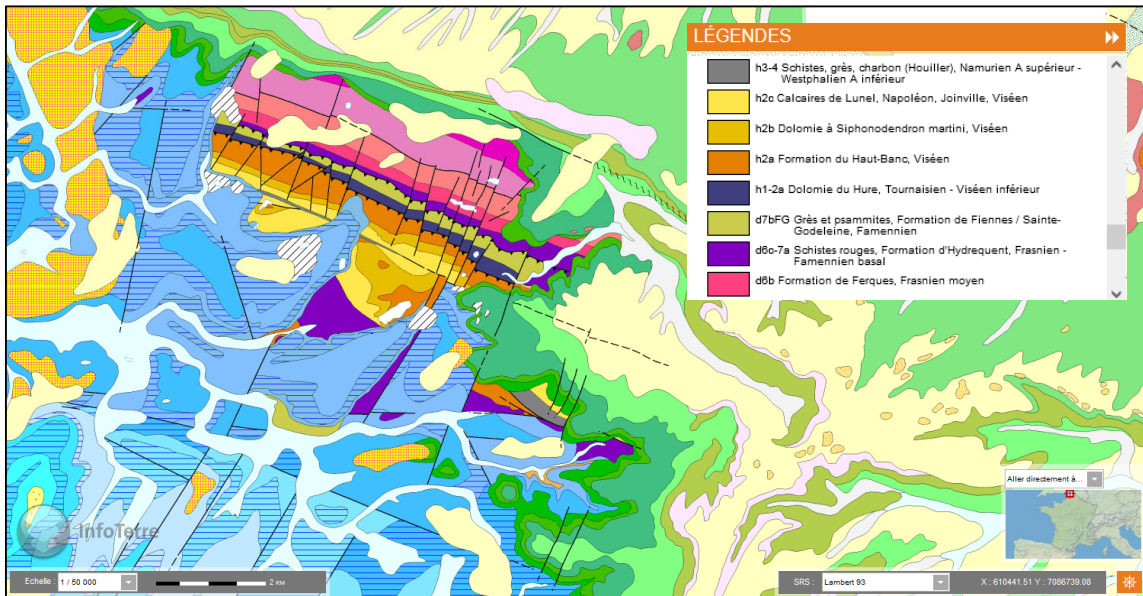 LÉGENDES
h3-4 Schistes, grès, charbon (Houiller), Namurien A supérieur -
Westphalien A inférieur
h2c Calcaires de Lunel, Napoléon, Joinville, Viséen
h2b Dolomie à Siphonodendron martini, Viséen
h2a Formation du Haut-Banc, Viséen
h1-2a Dolomie du Hure, Tournaisien - Viséen inférieur
d7bFG Grès et psammites, Formation de Fiennes / Sainte-
Godeleine, Famennien
d6c-7a Schistes rouges, Formation d'Hydrequent, Frasnien -
Famennien basal
d6b Formation de Ferques, Frasnien moyen
Aller directement à...
InfoTerre
Echelle : 1 / 50 000 2 KM
SRS : Lambert 93 X : 610441.51 Y : 7086739.08